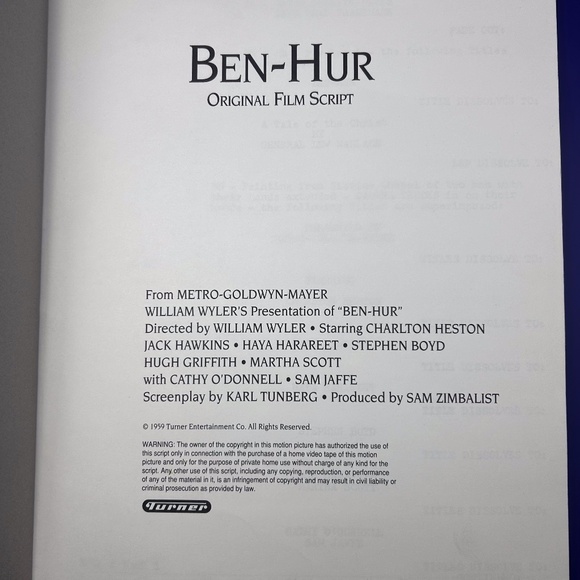 BEN-HUR
ORIGINAL FILM SCRIPT
From METRO-GOLDWYN-MAYER
WILLIAM WYLER'S Presentation of "BEN-HUR"
Directed by WILLIAM WYLER • Starring CHARLTON HESTON
JACK HAWKINS • HAYA HARAREET • STEPHEN BOYD
HUGH GRIFFITH • MARTHA SCOTT
with CATHY O'DONNELL • SAM JAFFE
Screenplay by KARL TUNBERG • Produced by SAM ZIMBALIST
© 1959 Turner Entertainment Co. All Rights Reserved.
WARNING: The owner of the copyright in this motion picture has authorized the use of
this script only in connection with the purchase of a home video tape of this motion
picture and only for the purpose of private home use without charge of any kind for the
script. Any other use of this script, including any copying, reproduction, or performance
of any of the material in it, is an infringement of copyright and may result in civil liability or
criminal prosecution as provided by law.
Turner